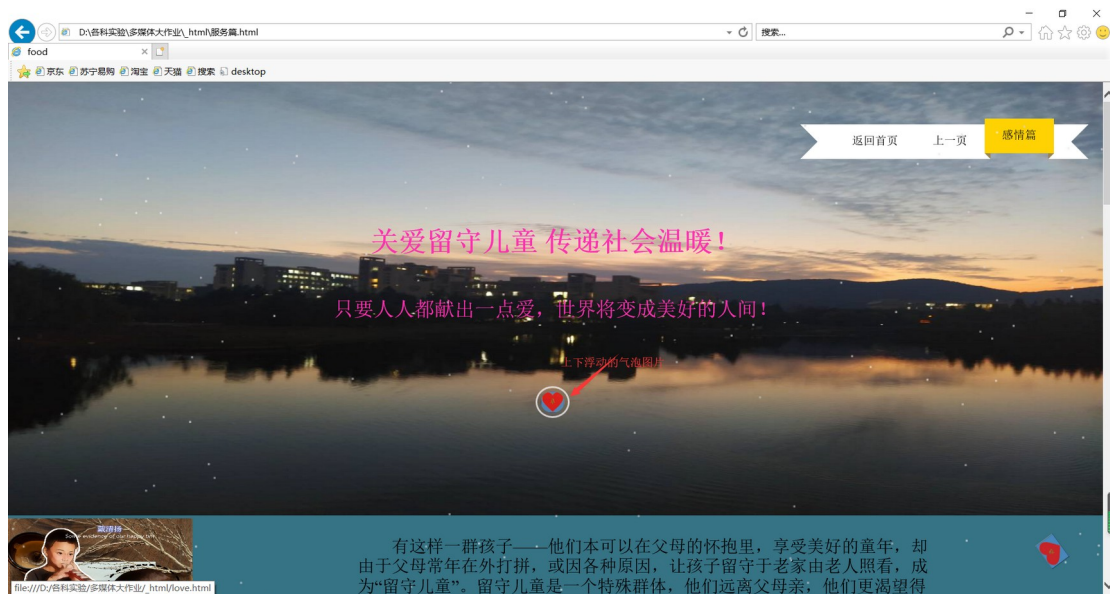 D:\各科实验\多媒体大作业\_html\服务篇.html
搜索...
food
京东 苏宁易购 淘宝 天猫 搜索 desktop
返回首页 上一页 感情篇
关爱留守儿童 传递社会温暖！
只要人人都献出一点爱，世界将变成美好的人间！
上下浮动的气泡图片
戴清扬
Some evidence of our happy time
有这样一群孩子——他们本可以在父母的怀抱里，享受美好的童年，却
由于父母常年在外打拼，或因各种原因，让孩子留守于老家由老人照看，成
为“留守儿童”。留守儿童是一个特殊群体，他们远离父母亲，他们更渴望得
file:///D:/各科实验/多媒体大作业/_html/love.html